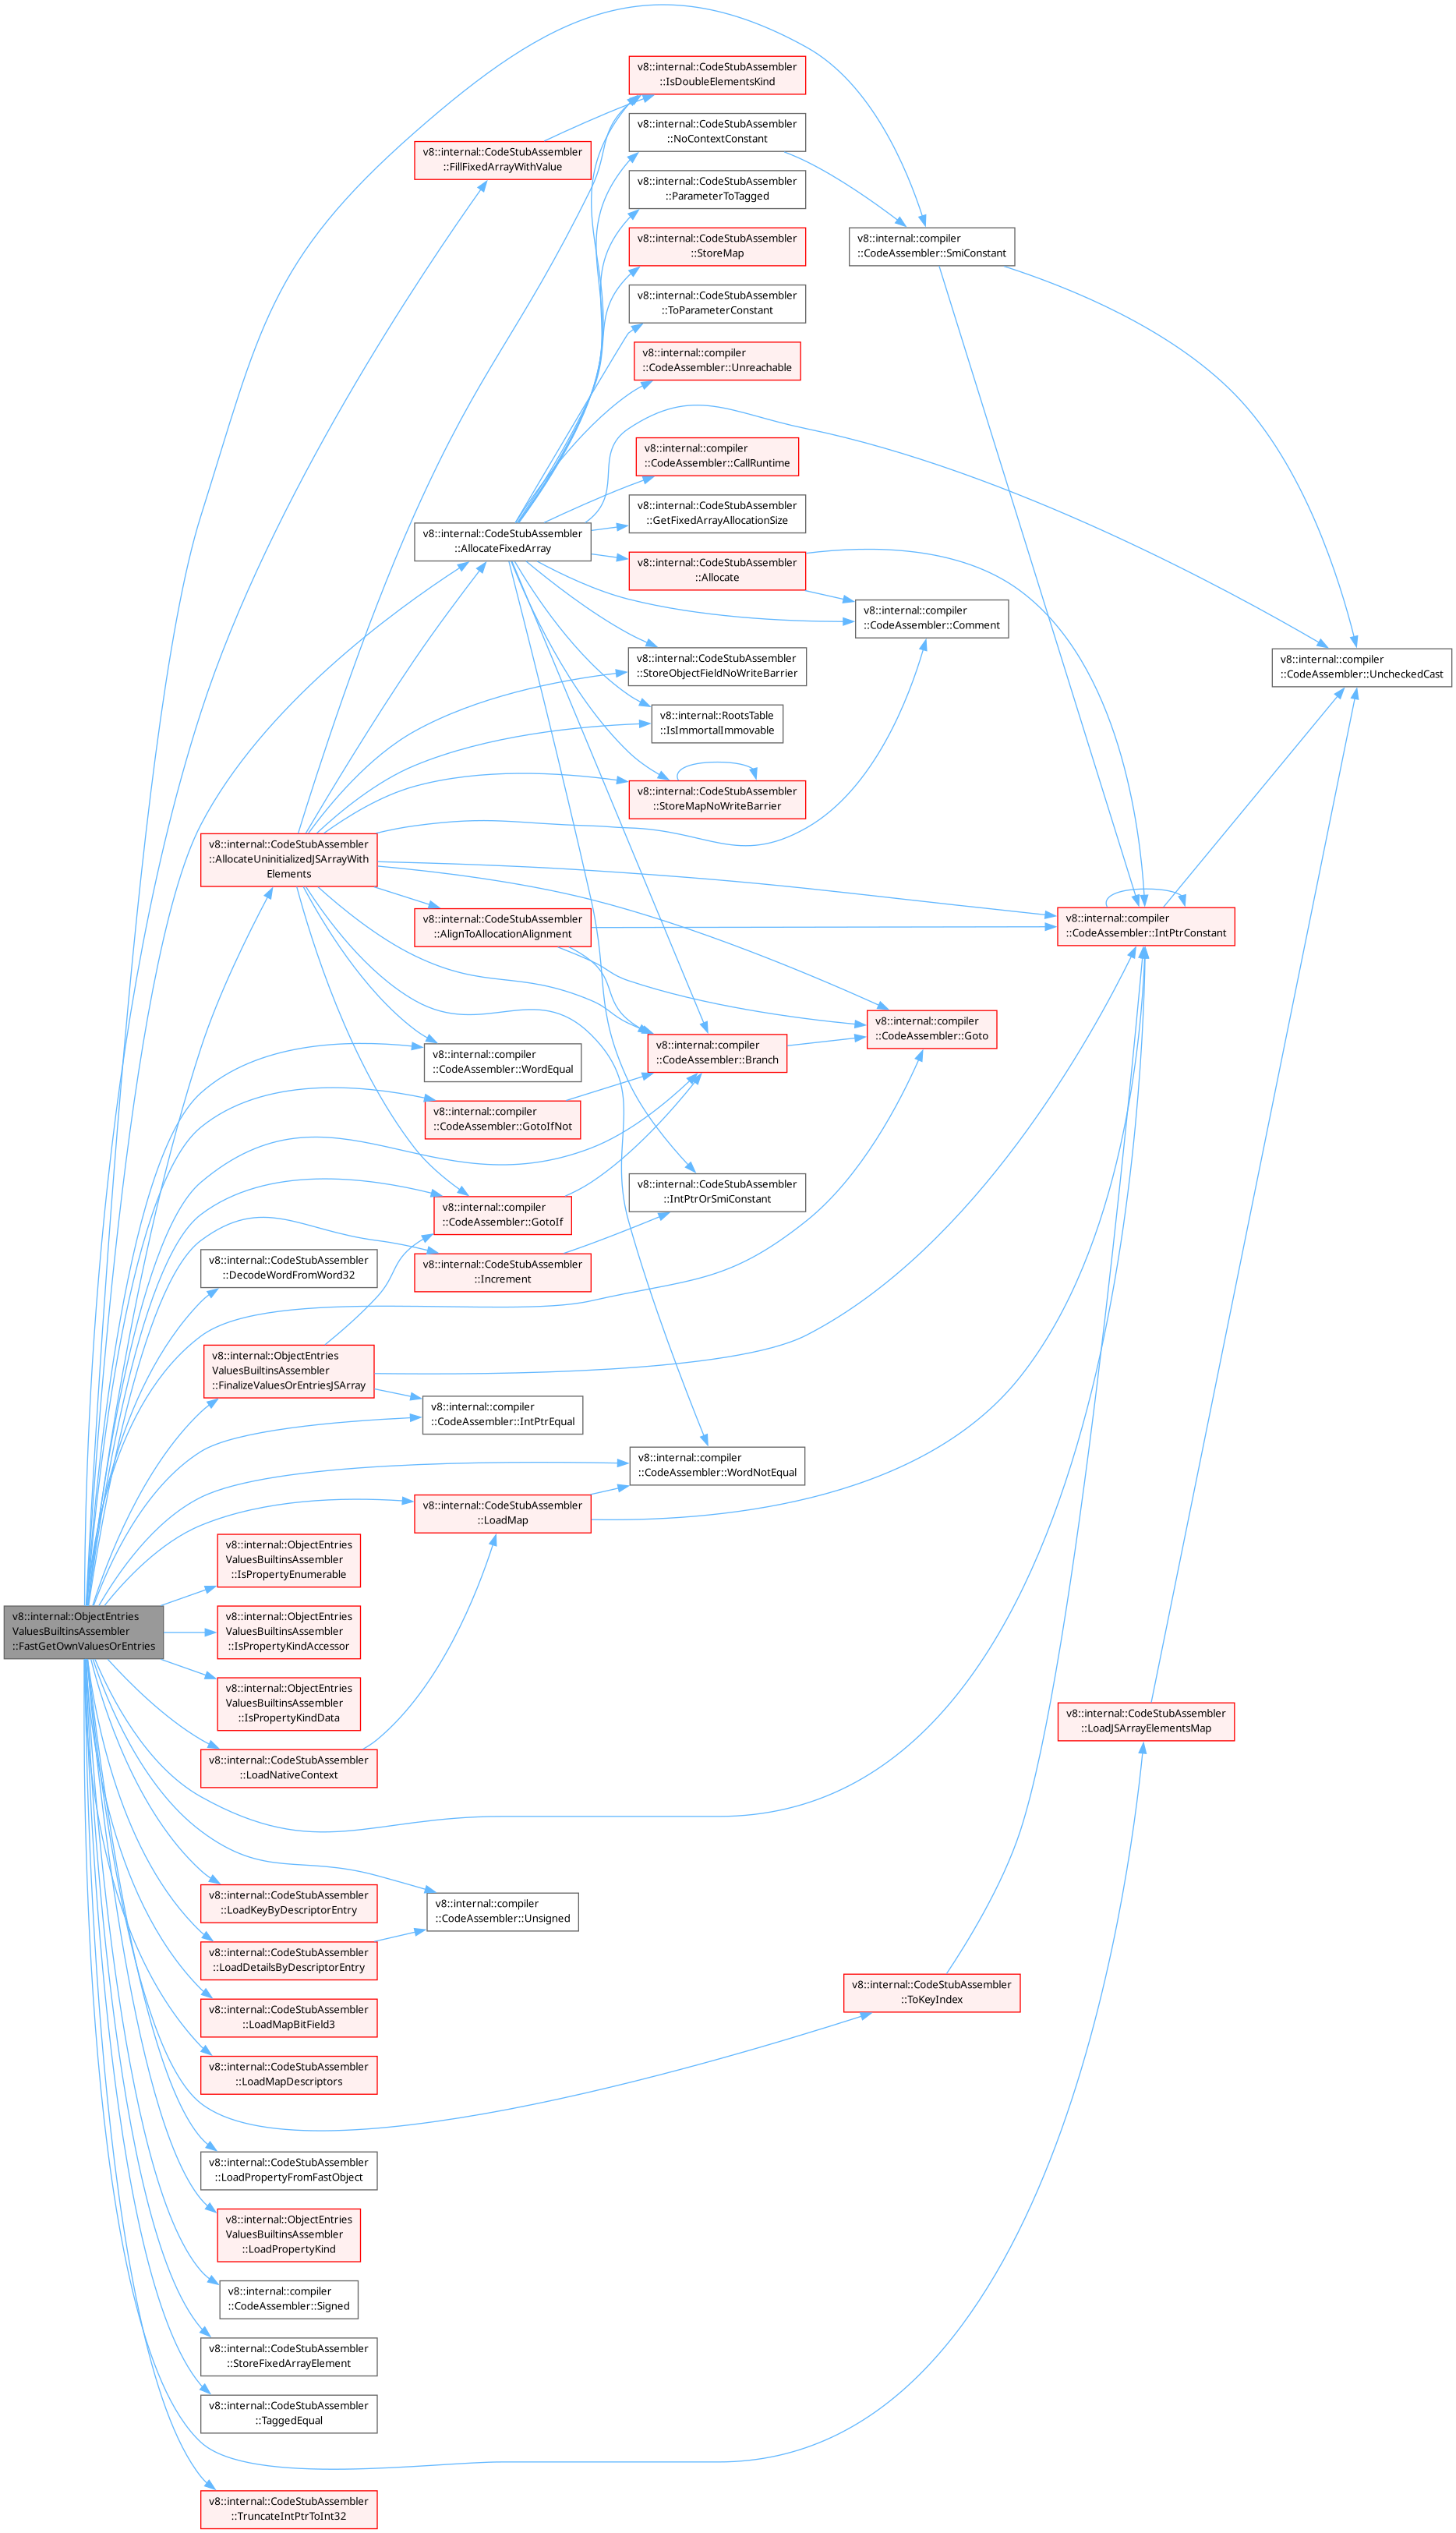 v8::internal::CodeStubAssembler
::IsDoubleElementsKind
v8::internal::CodeStubAssembler
::NoContextConstant
v8::internal::CodeStubAssembler
::FillFixedArrayWithValue
v8::internal::CodeStubAssembler
::ParameterToTagged
v8::internal::CodeStubAssembler
::StoreMap
v8::internal::compiler
::CodeAssembler::SmiConstant
v8::internal::CodeStubAssembler
::ToParameterConstant
v8::internal::compiler
::CodeAssembler::Unreachable
v8::internal::compiler
::CodeAssembler::CallRuntime
v8::internal::CodeStubAssembler
::GetFixedArrayAllocationSize
v8::internal::CodeStubAssembler
::AllocateFixedArray
v8::internal::CodeStubAssembler
::Allocate
v8::internal::compiler
::CodeAssembler::Comment
v8::internal::CodeStubAssembler
::StoreObjectFieldNoWriteBarrier
v8::internal::compiler
::CodeAssembler::UncheckedCast
v8::internal::RootsTable
::IsImmortalImmovable
v8::internal::CodeStubAssembler
::StoreMapNoWriteBarrier
v8::internal::CodeStubAssembler
::AllocateUninitializedJSArrayWith
Elements
v8::internal::CodeStubAssembler
::AlignToAllocationAlignment
v8::internal::compiler
::CodeAssembler::IntPtrConstant
v8::internal::compiler
::CodeAssembler::Goto
v8::internal::compiler
::CodeAssembler::Branch
v8::internal::compiler
::CodeAssembler::WordEqual
v8::internal::compiler
::CodeAssembler::GotoIfNot
v8::internal::CodeStubAssembler
::IntPtrOrSmiConstant
v8::internal::compiler
::CodeAssembler::GotoIf
v8::internal::CodeStubAssembler
::DecodeWordFromWord32
v8::internal::CodeStubAssembler
::Increment
v8::internal::ObjectEntries
ValuesBuiltinsAssembler
::FinalizeValuesOrEntriesJSArray
v8::internal::compiler
::CodeAssembler::IntPtrEqual
v8::internal::compiler
::CodeAssembler::WordNotEqual
v8::internal::CodeStubAssembler
::LoadMap
v8::internal::ObjectEntries
ValuesBuiltinsAssembler
::IsPropertyEnumerable
v8::internal::ObjectEntries
ValuesBuiltinsAssembler
::FastGetOwnValuesOrEntries
v8::internal::ObjectEntries
ValuesBuiltinsAssembler
::IsPropertyKindAccessor
v8::internal::ObjectEntries
ValuesBuiltinsAssembler
::IsPropertyKindData
v8::internal::CodeStubAssembler
::LoadJSArrayElementsMap
v8::internal::CodeStubAssembler
::LoadNativeContext
v8::internal::CodeStubAssembler
::LoadKeyByDescriptorEntry
v8::internal::compiler
::CodeAssembler::Unsigned
v8::internal::CodeStubAssembler
::LoadDetailsByDescriptorEntry
v8::internal::CodeStubAssembler
::ToKeyIndex
v8::internal::CodeStubAssembler
::LoadMapBitField3
v8::internal::CodeStubAssembler
::LoadMapDescriptors
v8::internal::CodeStubAssembler
::LoadPropertyFromFastObject
v8::internal::ObjectEntries
ValuesBuiltinsAssembler
::LoadPropertyKind
v8::internal::compiler
::CodeAssembler::Signed
v8::internal::CodeStubAssembler
::StoreFixedArrayElement
v8::internal::CodeStubAssembler
::TaggedEqual
v8::internal::CodeStubAssembler
::TruncateIntPtrToInt32